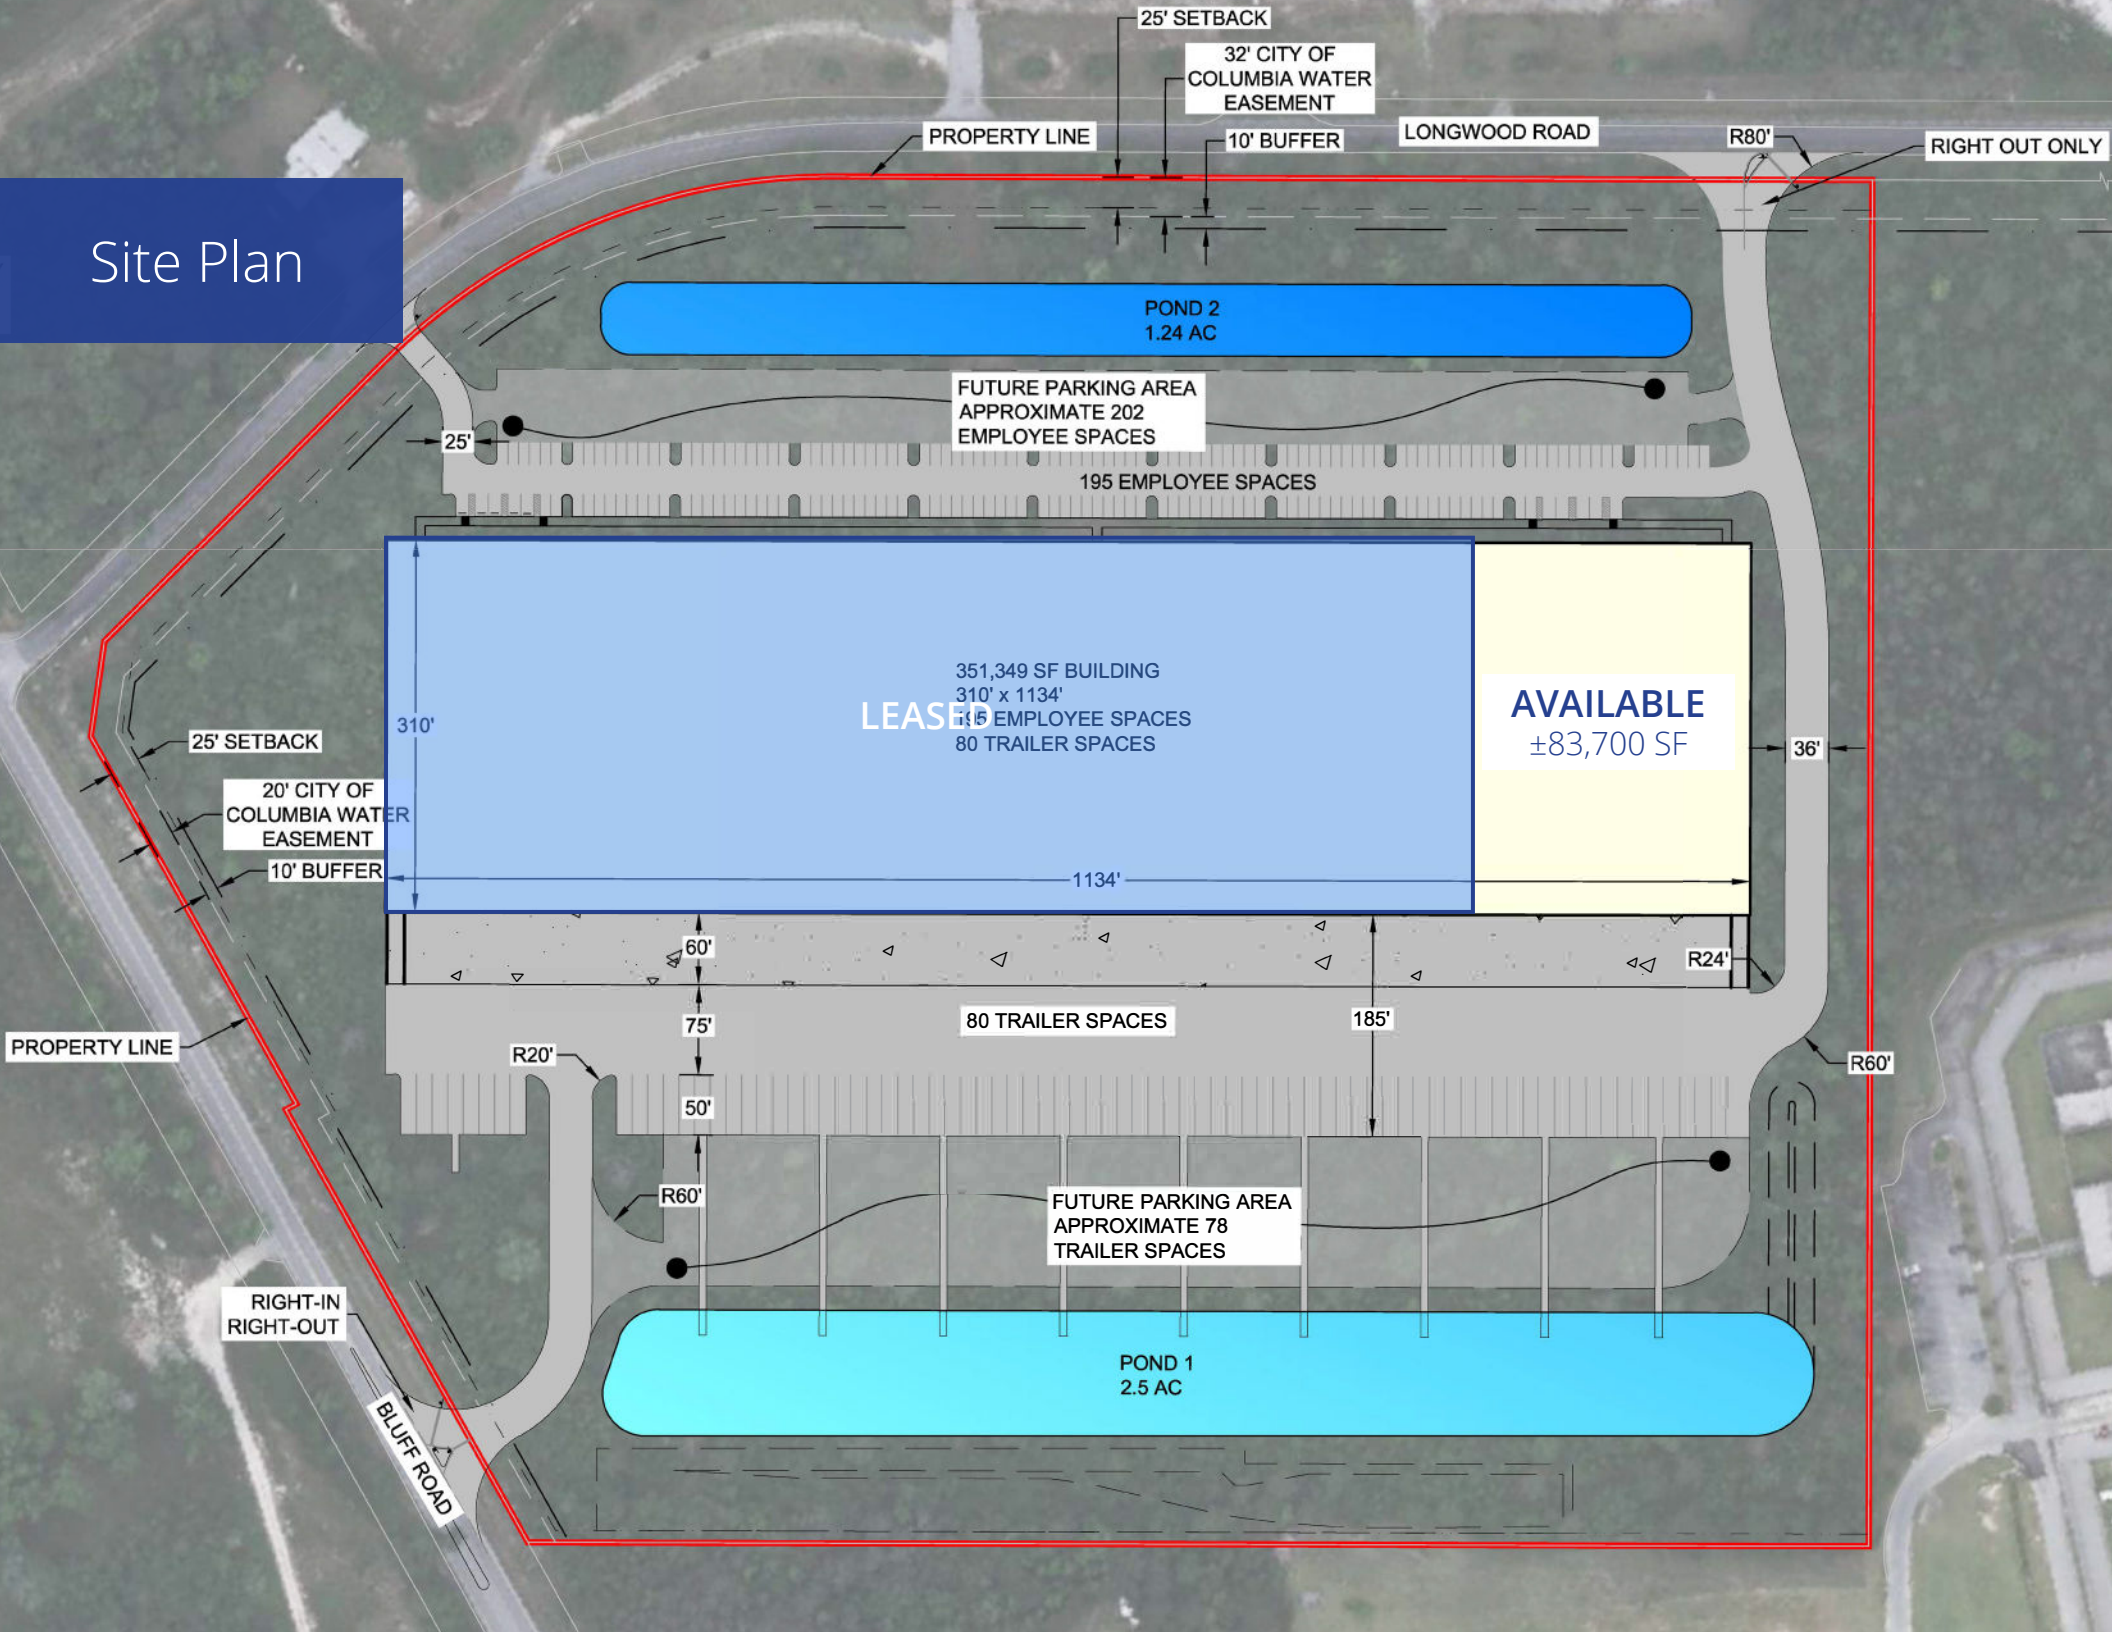 25' SETBACK
32' CITY OF
COLUMBIA WATER
EASEMENT
PROPERTY LINE
10' BUFFER
LONGWOOD ROAD
R80'
RIGHT OUT ONLY
Site Plan
POND 2
1.24 AC
FUTURE PARKING AREA
APPROXIMATE 202
EMPLOYEE SPACES
25'
195 EMPLOYEE SPACES
351,349 SF BUILDING
310' x 1134'
195 EMPLOYEE SPACES
80 TRAILER SPACES
LEASED
310'
AVAILABLE
±83,700 SF
36'
25' SETBACK
20' CITY OF
COLUMBIA WATER
EASEMENT
10' BUFFER
1134'
60'
R24'
PROPERTY LINE
75'
80 TRAILER SPACES
185'
R20'
R60'
50'
R60'
FUTURE PARKING AREA
APPROXIMATE 78
TRAILER SPACES
RIGHT-IN
RIGHT-OUT
POND 1
2.5 AC
BLUFF ROAD